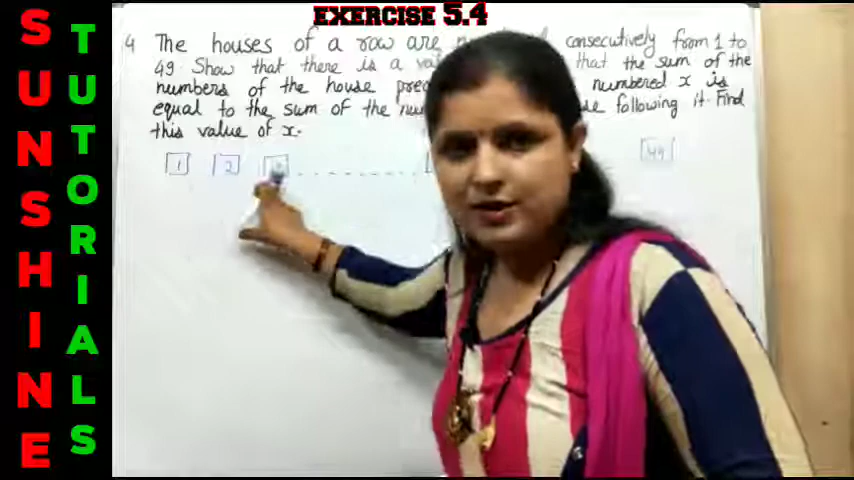 SUNSHINE
TUTORIALS
EXERCISE 5.4
4 The houses of a row are consecutively from 1 to
49. Show that there is a that the sum of the
numbers of the house numbered x is
equal to the sum of the following it. Find
this value of x.
1 2 3 49